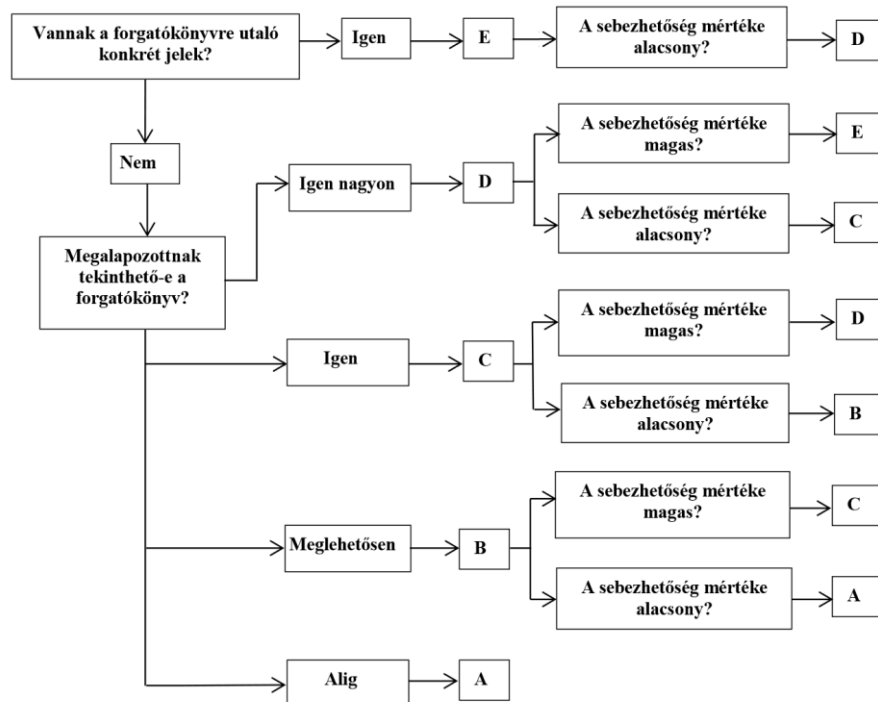 Vannak a forgatókönyvre utaló
konkrét jelek?
Igen
E
A sebezhetőség mértéke
alacsony?
D
Nem
Igen nagyon
D
A sebezhetőség mértéke
magas?
E
A sebezhetőség mértéke
alacsony?
C
Megalapozottnak
tekinthető-e a
forgatókönyv?
Igen
C
A sebezhetőség mértéke
magas?
D
A sebezhetőség mértéke
alacsony?
B
Meglehetősen
B
A sebezhetőség mértéke
magas?
C
A sebezhetőség mértéke
alacsony?
A
Alig
A